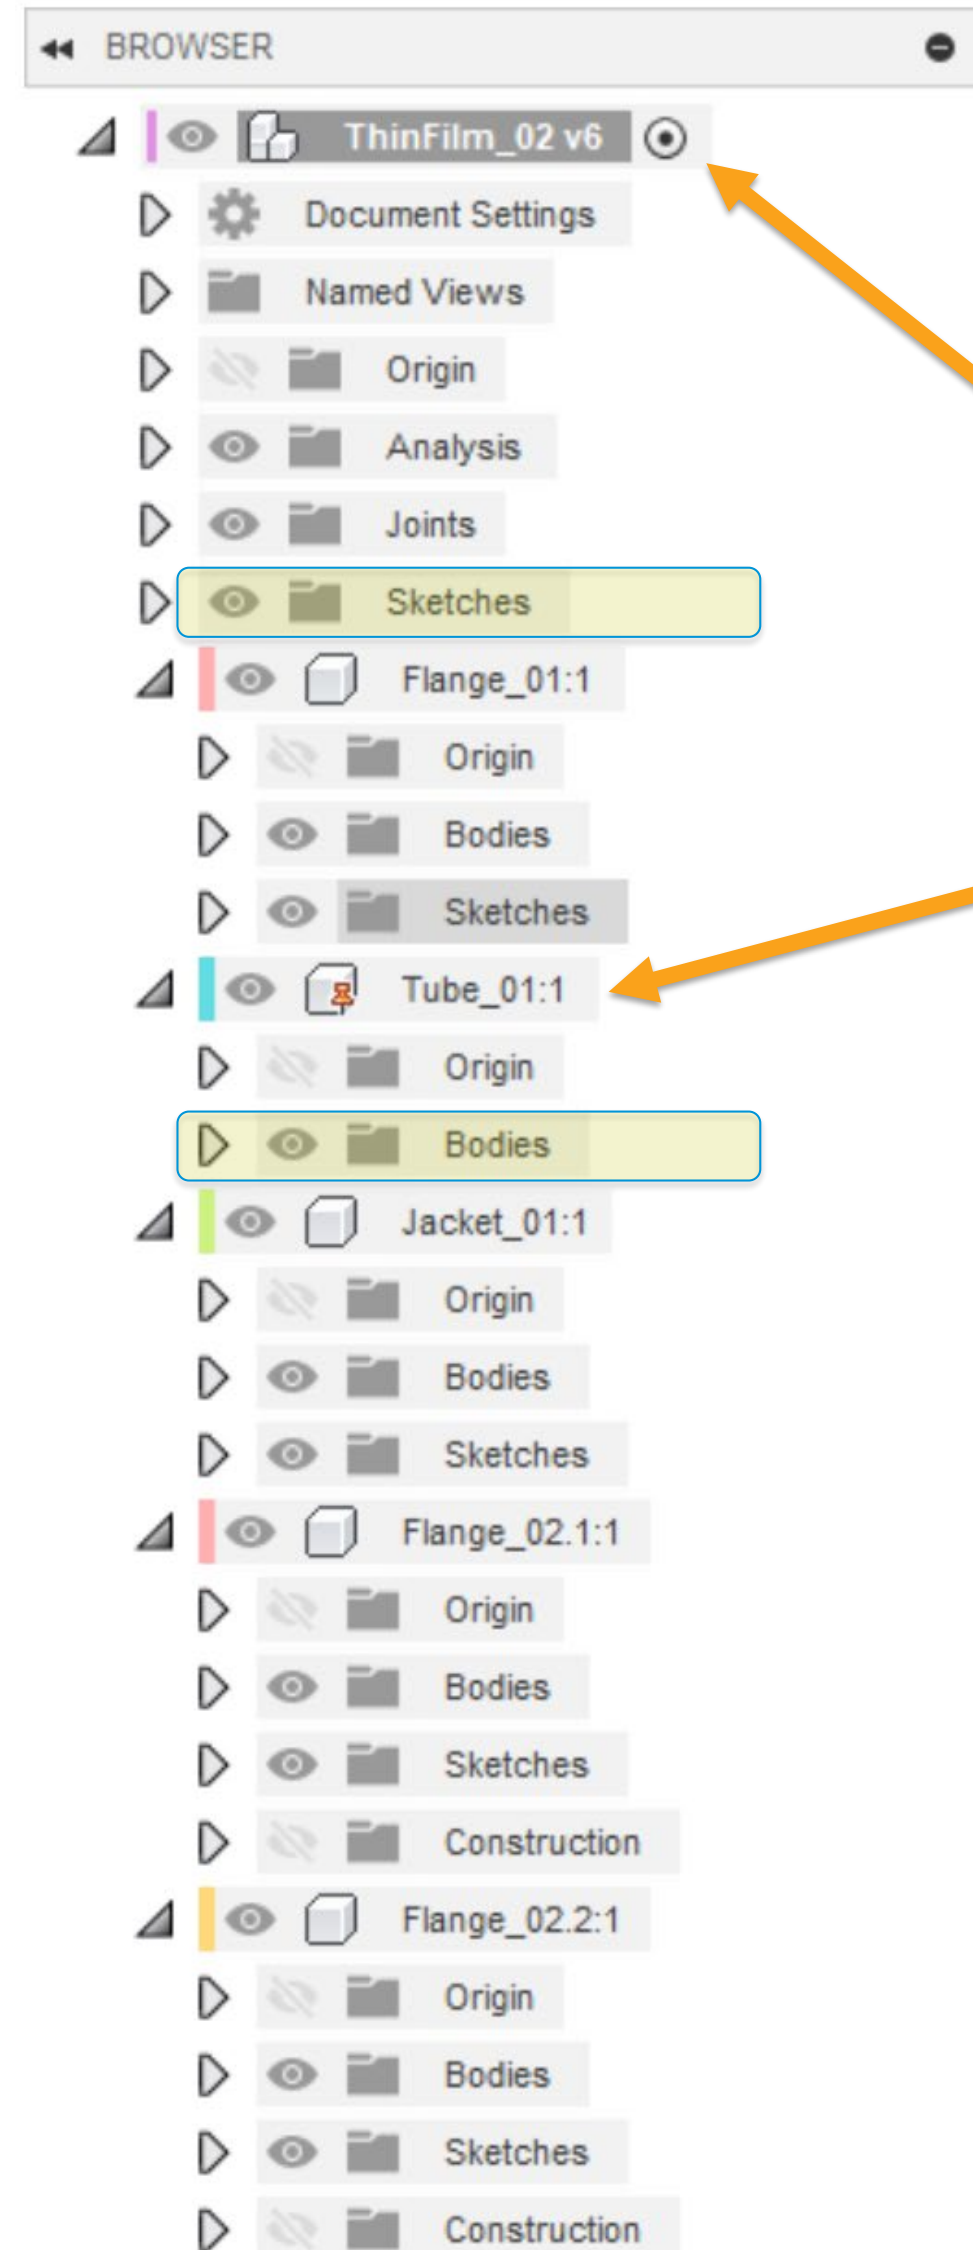 BROWSER
ThinFilm_02 v6
Document Settings
Named Views
Origin
Analysis
Joints
Sketches
Flange_01:1
Origin
Bodies
Sketches
Tube_01:1
Origin
Bodies
Jacket_01:1
Origin
Bodies
Sketches
Flange_02.1:1
Origin
Bodies
Sketches
Construction
Flange_02.2:1
Origin
Bodies
Sketches
Construction